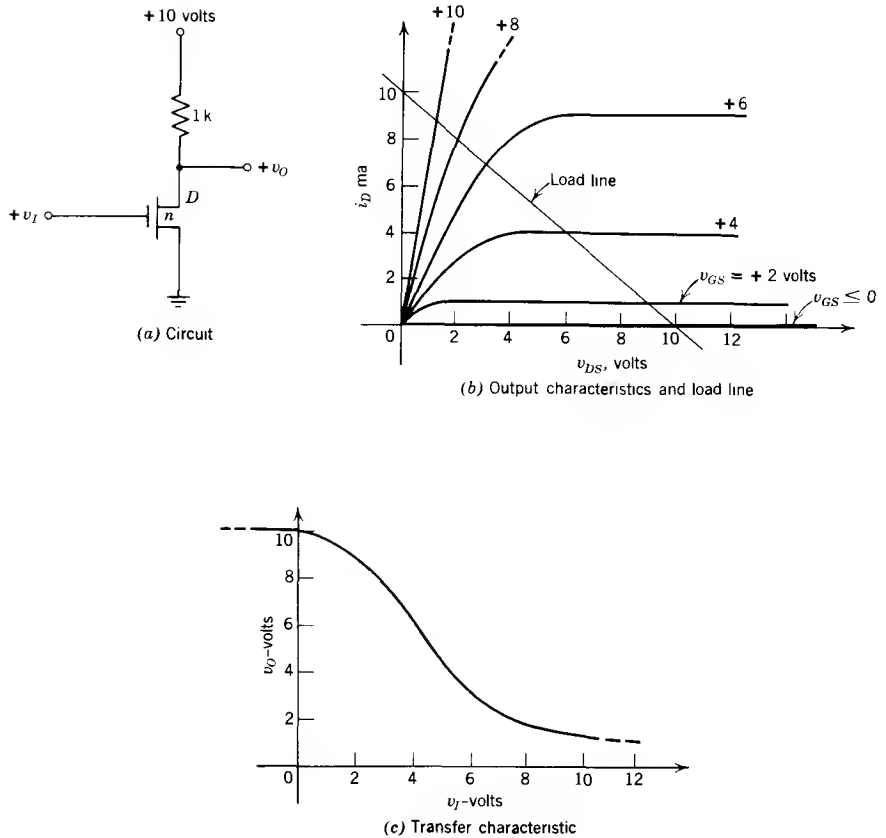 +10 volts
1 k
+v_O
D
n
+v_I
(a) Circuit
+10
+8
+6
+4
v_GS = +2 volts
v_GS ≤ 0
Load line
i_D ma
10
8
6
4
2
0
2
4
6
8
10
12
v_DS, volts
(b) Output characteristics and load line
v_O-volts
10
8
6
4
2
0
2
4
6
8
10
12
v_I-volts
(c) Transfer characteristic